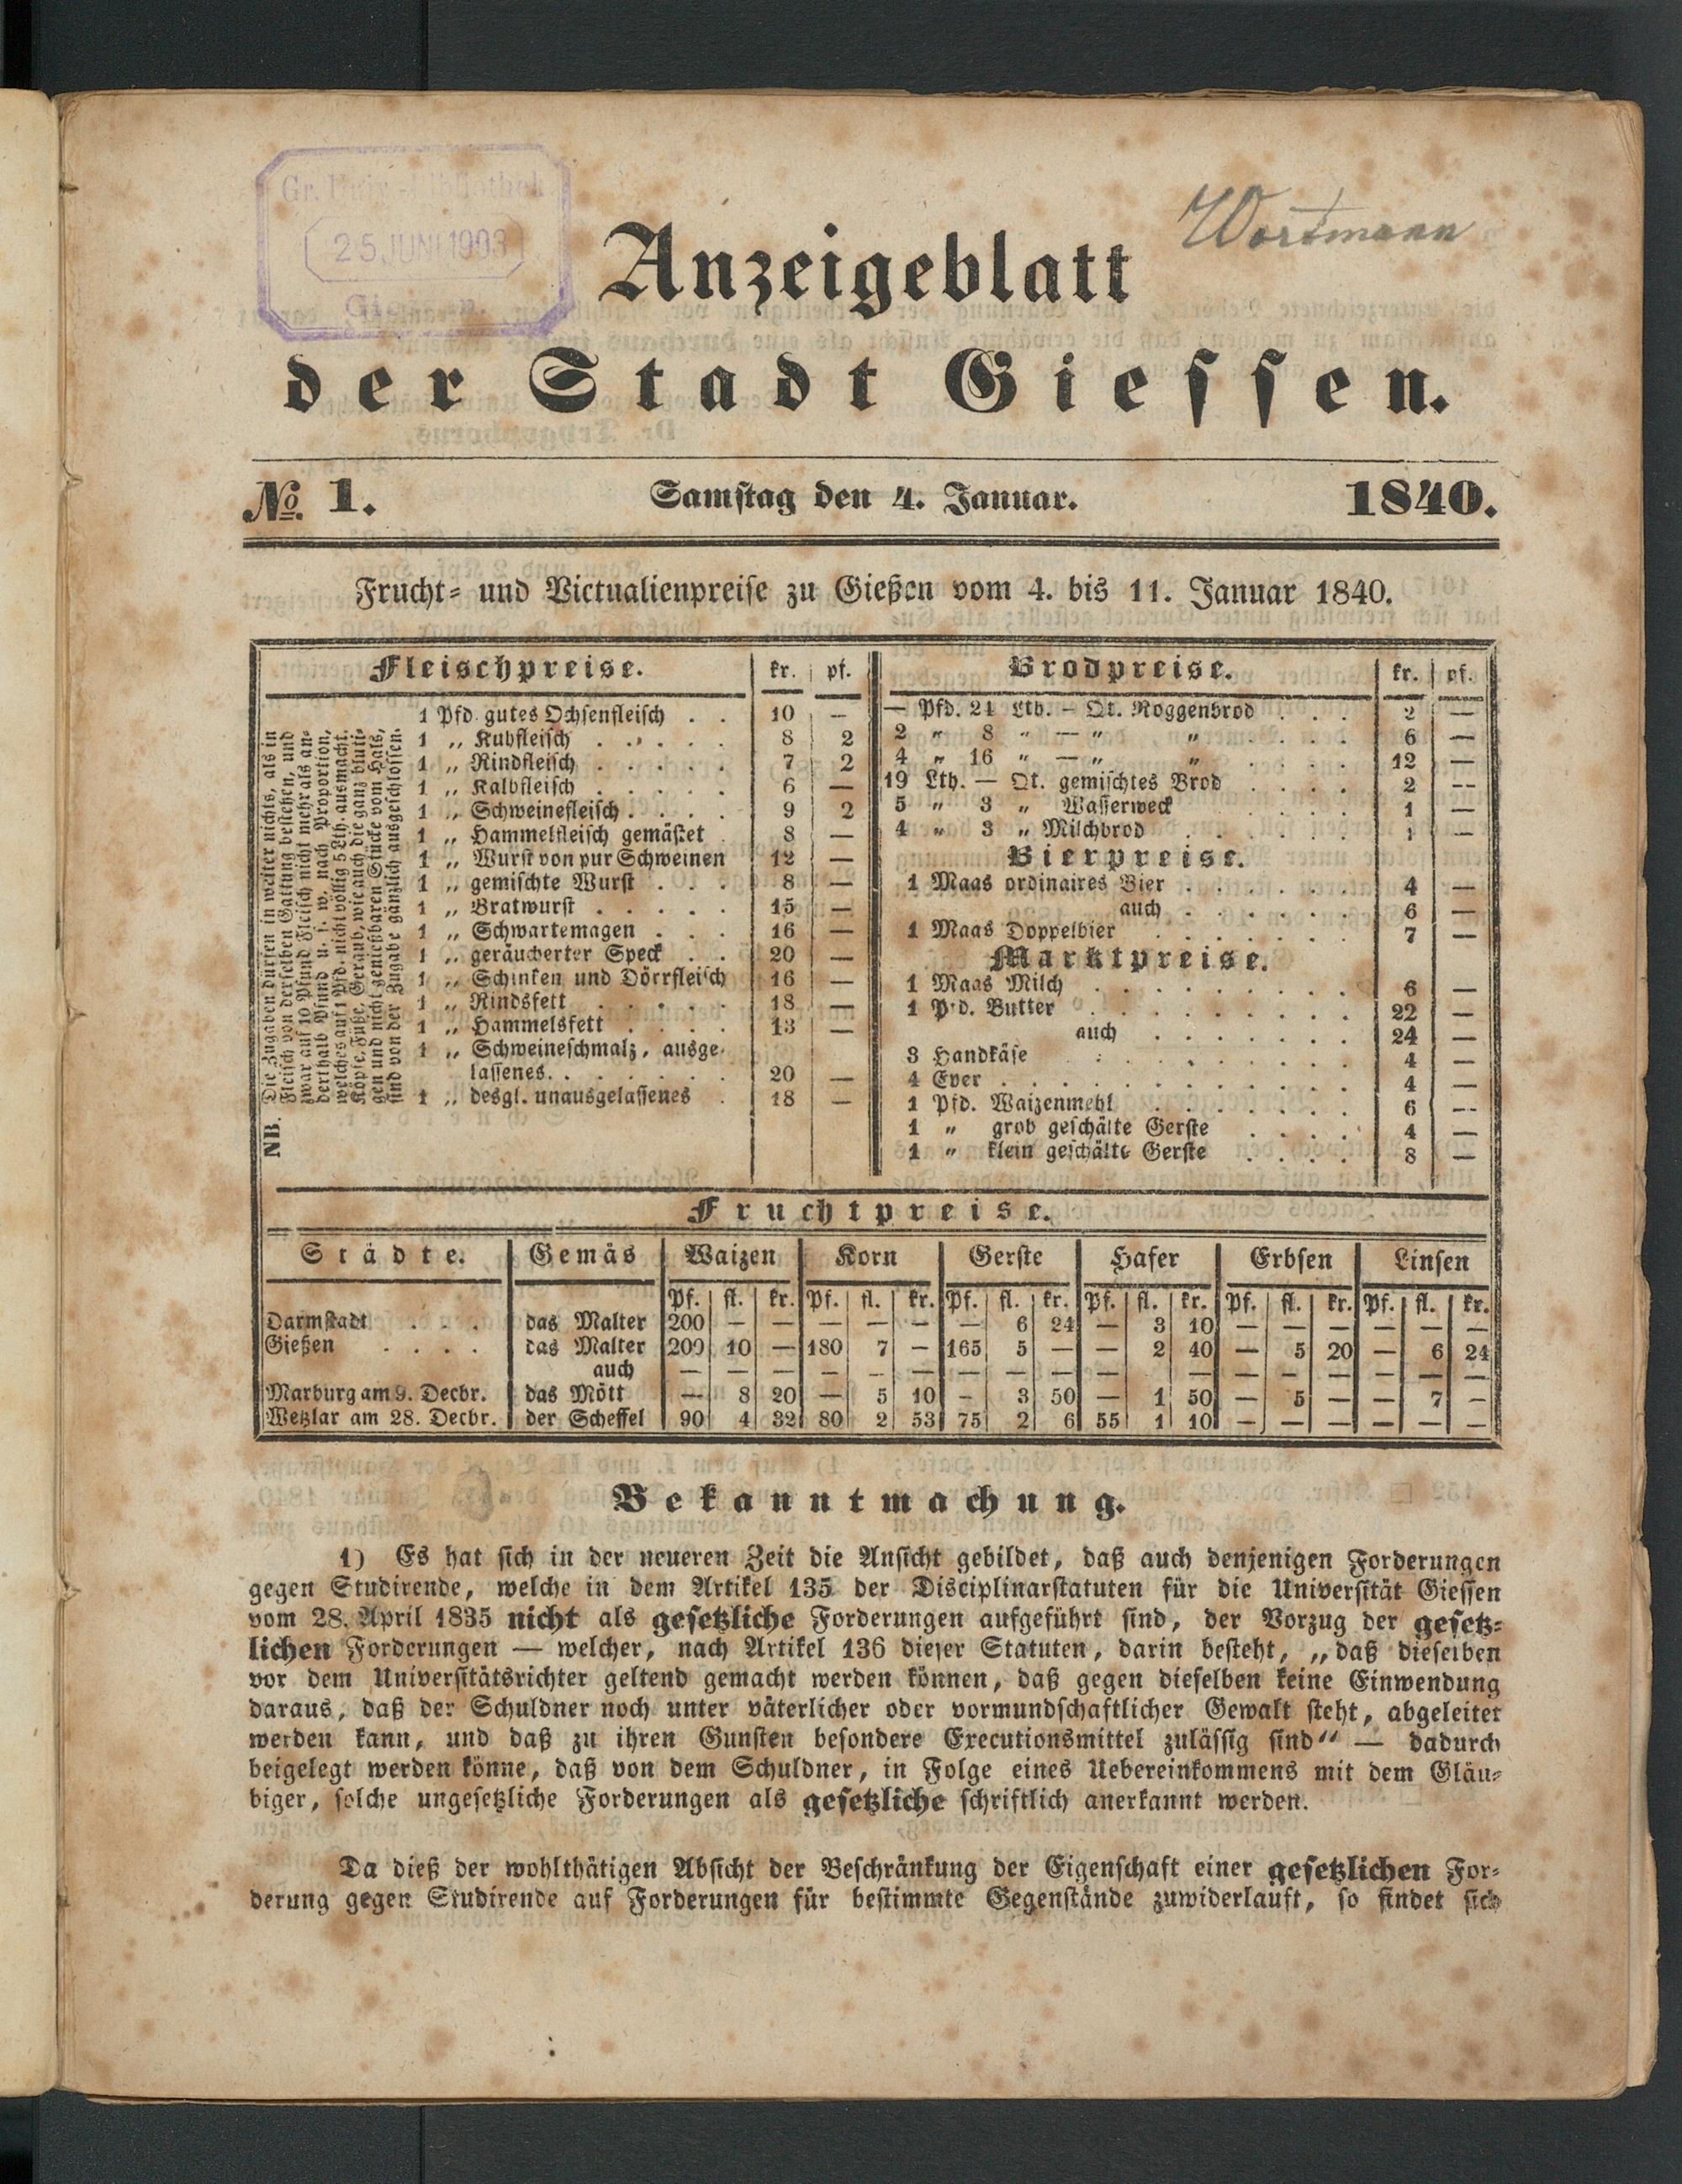 Gr. Univ.-Bibliothek
25. JUNI 1903
Giessen
Wortmann
Anzeigeblatt
der Stadt Giessen.
No. 1. Samstag den 4. Januar. 1840.
Frucht- und Victualienpreise zu Gießen vom 4. bis 11. Januar 1840.
NB. Die Zugaben dürfen in weiter nichts, als in
Fleisch von derselben Gattung bestehen, und
zwar auf 10 Pfund Fleisch nicht mehr als an-
derthalb Pfund u. s. w. nach Proportion,
welches auf 1 Pfd. nicht völlig 5 Lth. ausmacht.
Köpfe, Füße, Geraub, wie auch die ganz bluti-
gen und nicht genießbaren Stücke vom Hals,
sind von der Zugabe gänzlich ausgeschlossen.
Fleischpreise. kr. pf.
1 Pfd. gutes Ochsenfleisch . . 10 —
1 „ Kuhfleisch . . . . . 8 2
1 „ Rindfleisch . . . . . 7 2
1 „ Kalbfleisch . . . . . 6 —
1 „ Schweinefleisch . . . . 9 2
1 „ Hammelfleisch gemästet 8 —
1 „ Wurst von pur Schweinen 12 —
1 „ gemischte Wurst . . . 8 —
1 „ Bratwurst . . . . . 15 —
1 „ Schwartemagen . . . 16 —
1 „ geräucherter Speck . . 20 —
1 „ Schinken und Dörrfleisch 16 —
1 „ Rindsfett . . . . . 18 —
1 „ Hammelsfett . . . . 13 —
1 „ Schweineschmalz, ausge-
lassenes. . . . . . . 20 —
1 „ desgl. unausgelassenes . 18 —
Brodpreise. kr. pf.
— Pfd. 24 Lth. — Qt. Roggenbrod . . . 2 —
2 „ 8 „ — „ „ . . . . 6 —
4 „ 16 „ — „ „ . . . . 12 —
19 Lth. — Qt. gemischtes Brod . . . . 2 --
5 „ 3 „ Wasserweck . . . . 1 —
4 „ 3 „ Milchbrod . . . . . . 1 —
Bierpreise.
1 Maas ordinaires Bier . . . . . . 4 —
auch . . . . . . 6 —
1 Maas Doppelbier . . . . . . . 7 —
Marktpreise.
1 Maas Milch . . . . . . . . . 6 —
1 Pfd. Butter . . . . . . . . . 22 —
auch . . . . . . . 24 —
3 Handkäse . . . . . . . . . 4 —
4 Eyer . . . . . . . . . . . . 4 —
1 Pfd. Waizenmehl . . . . . . . 6 —
1 „ grob geschälte Gerste . . . . 4 —
1 „ klein geschälte Gerste . . . . 8 —
Fruchtpreise.
Städte. Gemäs Waizen Korn Gerste Hafer Erbsen Linsen
Pf. fl. kr. Pf. fl. kr. Pf. fl. kr. Pf. fl. kr. Pf. fl. kr. Pf. fl. kr.
Darmstadt . . . das Malter 200 — — — — — — 6 24 — 3 10 — — — — — —
Gießen . . . . das Malter 200 10 — 180 7 — 165 5 — — 2 40 — 5 20 — 6 24
auch — — — — — — — — — — — — — — — — —
Marburg am 9. Decbr. das Mött — 8 20 — 5 10 — 3 50 — 1 50 — 5 — — 7 —
Wetzlar am 28. Decbr. der Scheffel 90 4 32 80 2 53 75 2 6 55 1 10 — — — — — —
Bekanntmachung.
1) Es hat sich in der neueren Zeit die Ansicht gebildet, daß auch denjenigen Forderungen
gegen Studirende, welche in dem Artikel 135 der Disciplinarstatuten für die Universität Giessen
vom 28. April 1835 nicht als gesetzliche Forderungen aufgeführt sind, der Vorzug der gesetz-
lichen Forderungen — welcher, nach Artikel 136 dieser Statuten, darin besteht, „daß dieselben
vor dem Universitätsrichter geltend gemacht werden können, daß gegen dieselben keine Einwendung
daraus, daß der Schuldner noch unter väterlicher oder vormundschaftlicher Gewalt steht, abgeleitet
werden kann, und daß zu ihren Gunsten besondere Executionsmittel zulässig sind“ — dadurch
beigelegt werden könne, daß von dem Schuldner, in Folge eines Uebereinkommens mit dem Gläu-
biger, solche ungesetzliche Forderungen als gesetzliche schriftlich anerkannt werden.
Da dieß der wohlthätigen Absicht der Beschränkung der Eigenschaft einer gesetzlichen For-
derung gegen Studirende auf Forderungen für bestimmte Gegenstände zuwiderläuft, so findet sich